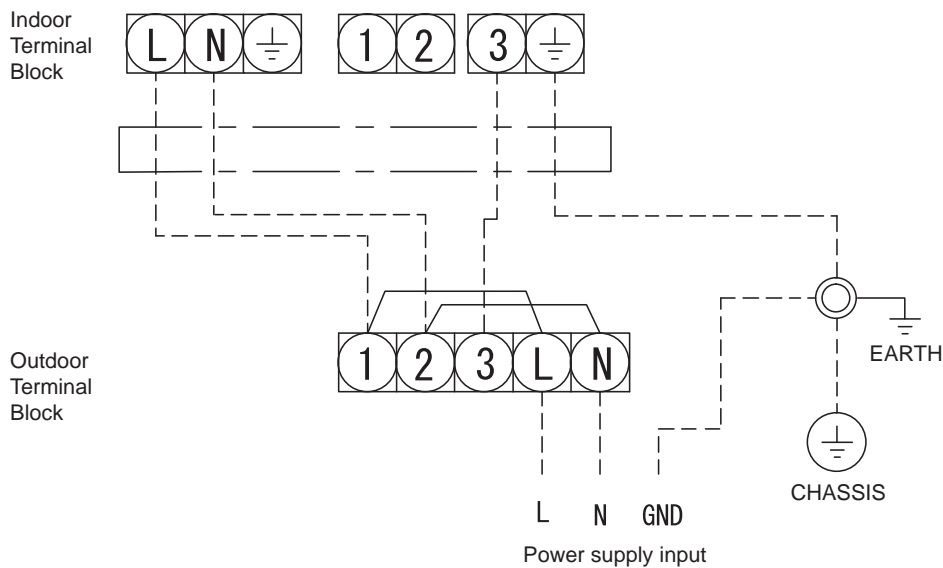 Indoor
Terminal
Block
L N 1 2 3
Outdoor
Terminal
Block
1 2 3 L N
EARTH
CHASSIS
L N GND
Power supply input